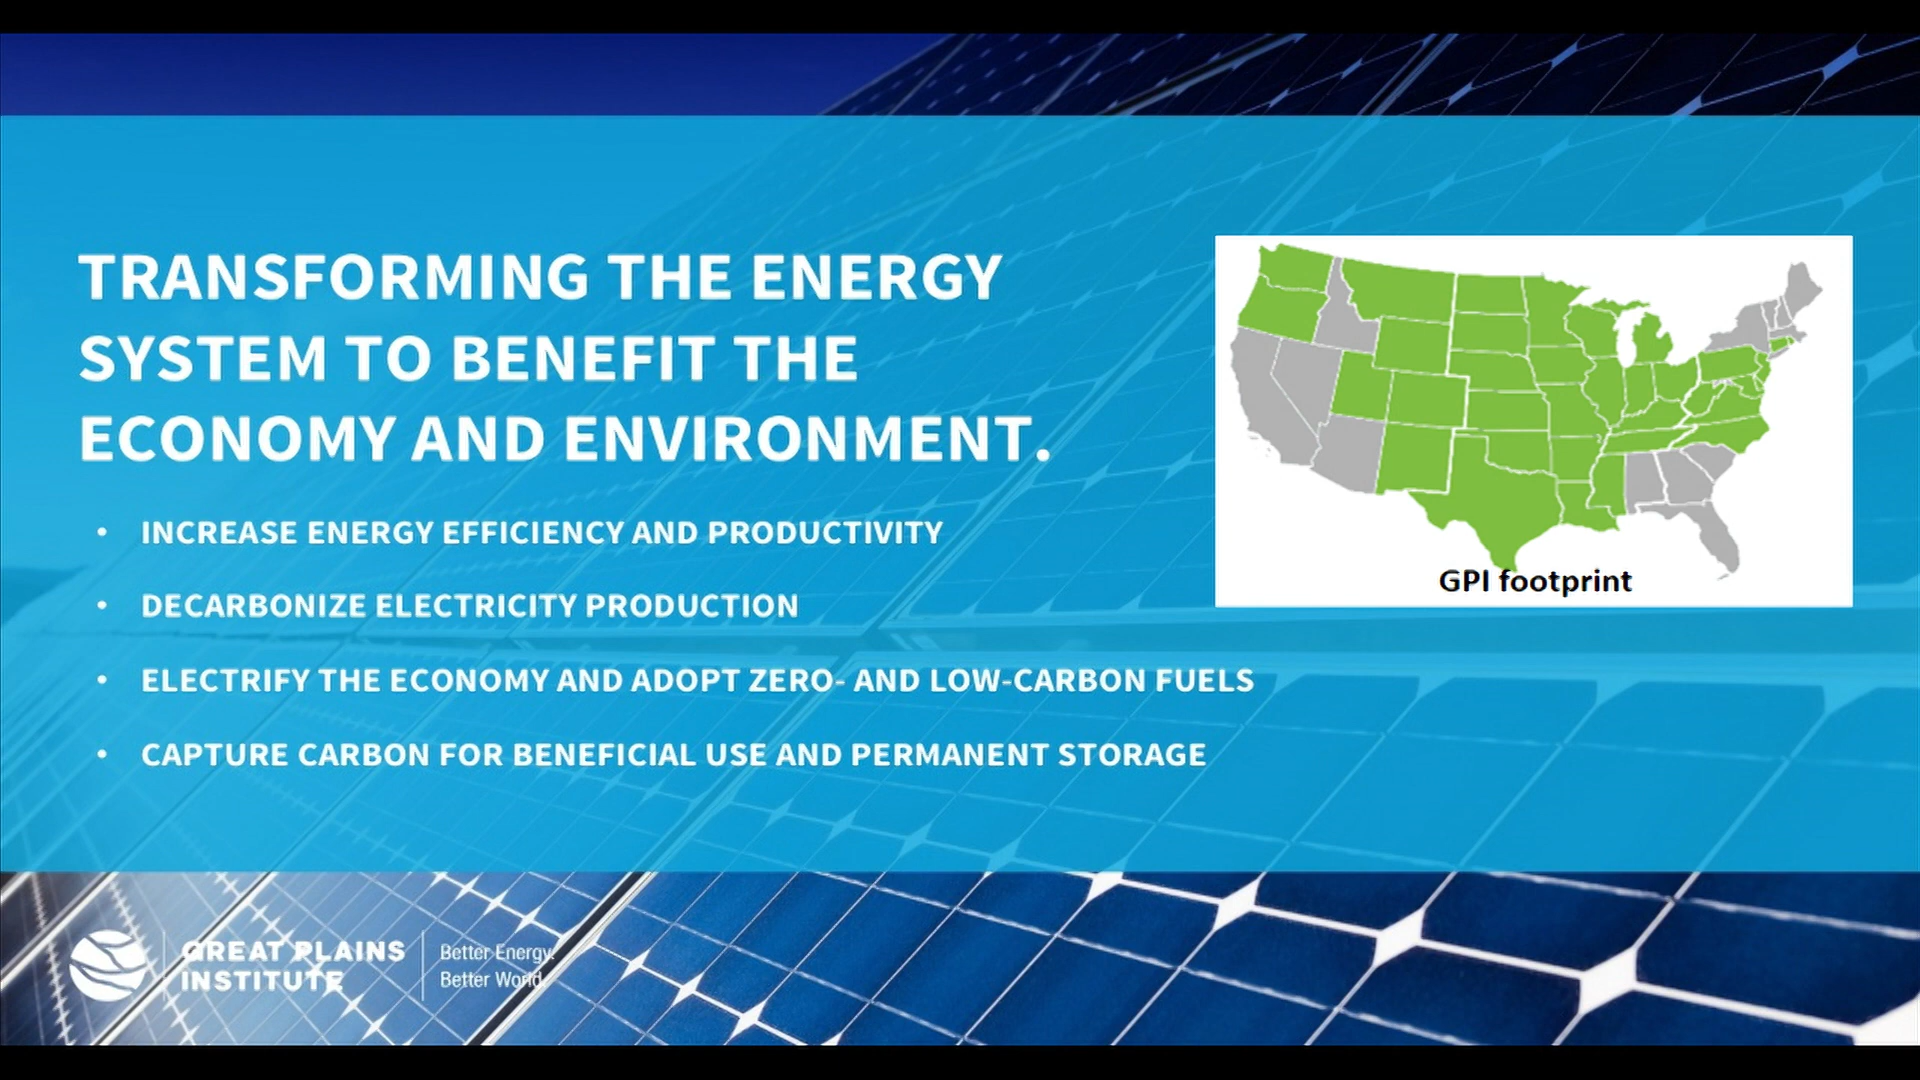 TRANSFORMING THE ENERGY
SYSTEM TO BENEFIT THE
ECONOMY AND ENVIRONMENT.
• INCREASE ENERGY EFFICIENCY AND PRODUCTIVITY
• DECARBONIZE ELECTRICITY PRODUCTION
• ELECTRIFY THE ECONOMY AND ADOPT ZERO- AND LOW-CARBON FUELS
• CAPTURE CARBON FOR BENEFICIAL USE AND PERMANENT STORAGE
GPI footprint
GREAT PLAINS
INSTITUTE
Better Energy.
Better World.